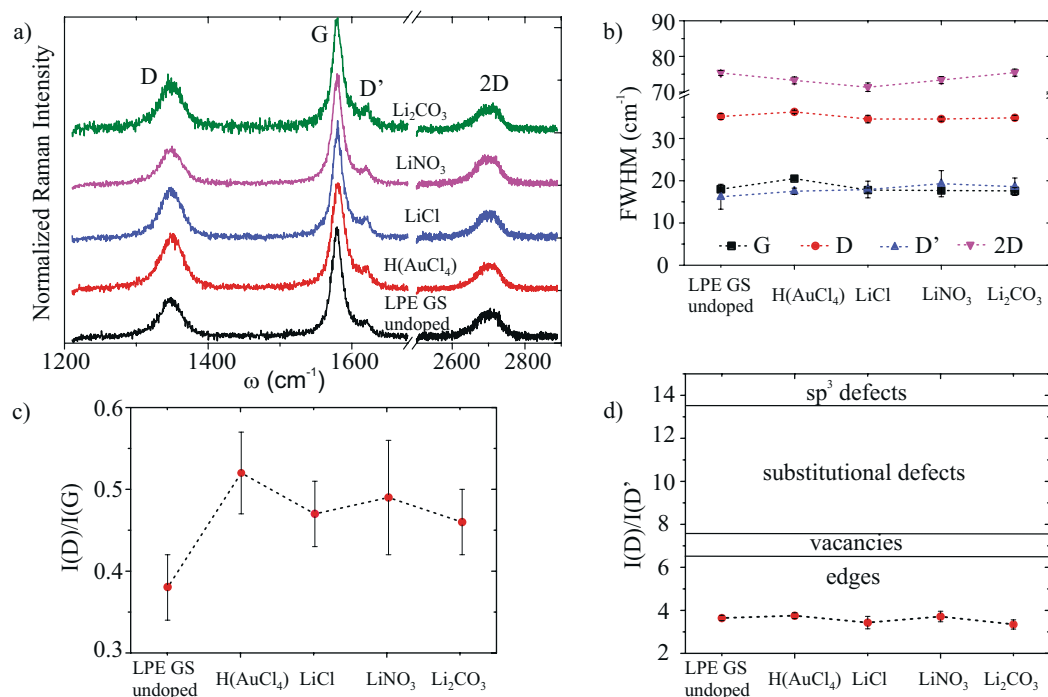 a)
Normalized Raman Intensity
D
G
D'
2D
Li₂CO₃
LiNO₃
LiCl
H(AuCl₄)
LPE GS
undoped
1200
1400
1600
2600
2800
ω (cm⁻¹)
b)
FWHM (cm⁻¹)
80
75
70
30
20
10
0
G
D
D'
2D
LPE GS
undoped
H(AuCl₄)
LiCl
LiNO₃
Li₂CO₃
c)
I(D)/I(G)
0.6
0.5
0.4
0.3
LPE GS
undoped
H(AuCl₄)
LiCl
LiNO₃
Li₂CO₃
d)
I(D)/I(D'
14
12
10
8
6
4
2
sp³ defects
substitutional defects
vacancies
edges
LPE GS
undoped
H(AuCl₄)
LiCl
LiNO₃
Li₂CO₃